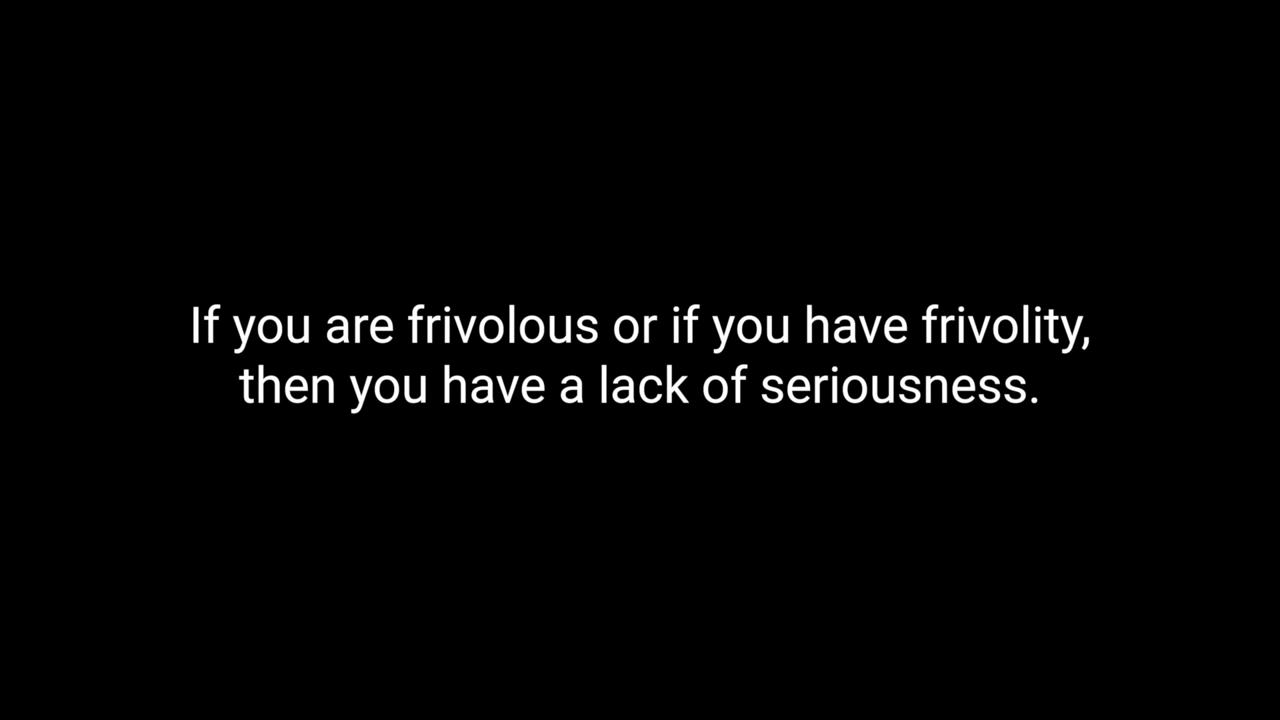 If you are frivolous or if you have frivolity,
then you have a lack of seriousness.